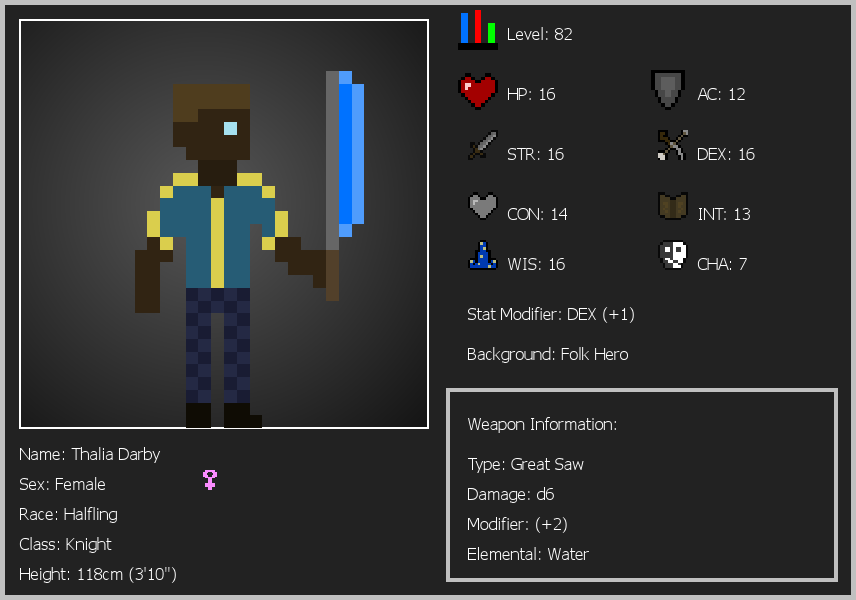 Level: 82
HP: 16
AC: 12
STR: 16
DEX: 16
CON: 14
INT: 13
WIS: 16
CHA: 7
Stat Modifier: DEX (+1)
Background: Folk Hero
Weapon Information:
Type: Great Saw
Damage: d6
Modifier: (+2)
Elemental: Water
Name: Thalia Darby
Sex: Female
Race: Halfling
Class: Knight
Height: 118cm (3'10")